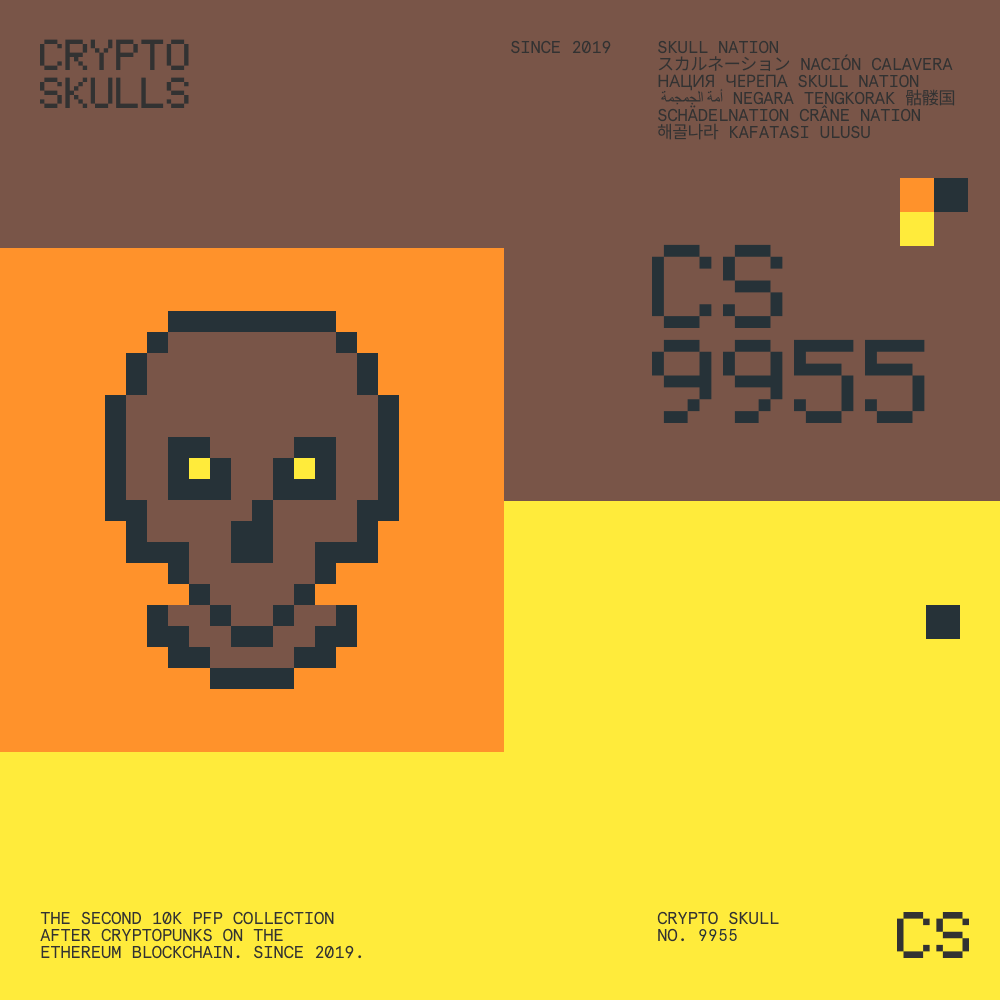 CRYPTO
SKULLS
SINCE 2019
SKULL NATION
スカルネーション NACIÓN CALAVERA
НАЦИЯ ЧЕРЕПА SKULL NATION
أمة الجمجمة NEGARA TENGKORAK 骷髅国
SCHÄDELNATION CRÂNE NATION
해골나라 KAFATASI ULUSU
CS
9955
THE SECOND 10K PFP COLLECTION
AFTER CRYPTOPUNKS ON THE
ETHEREUM BLOCKCHAIN. SINCE 2019.
CRYPTO SKULL
NO. 9955
CS